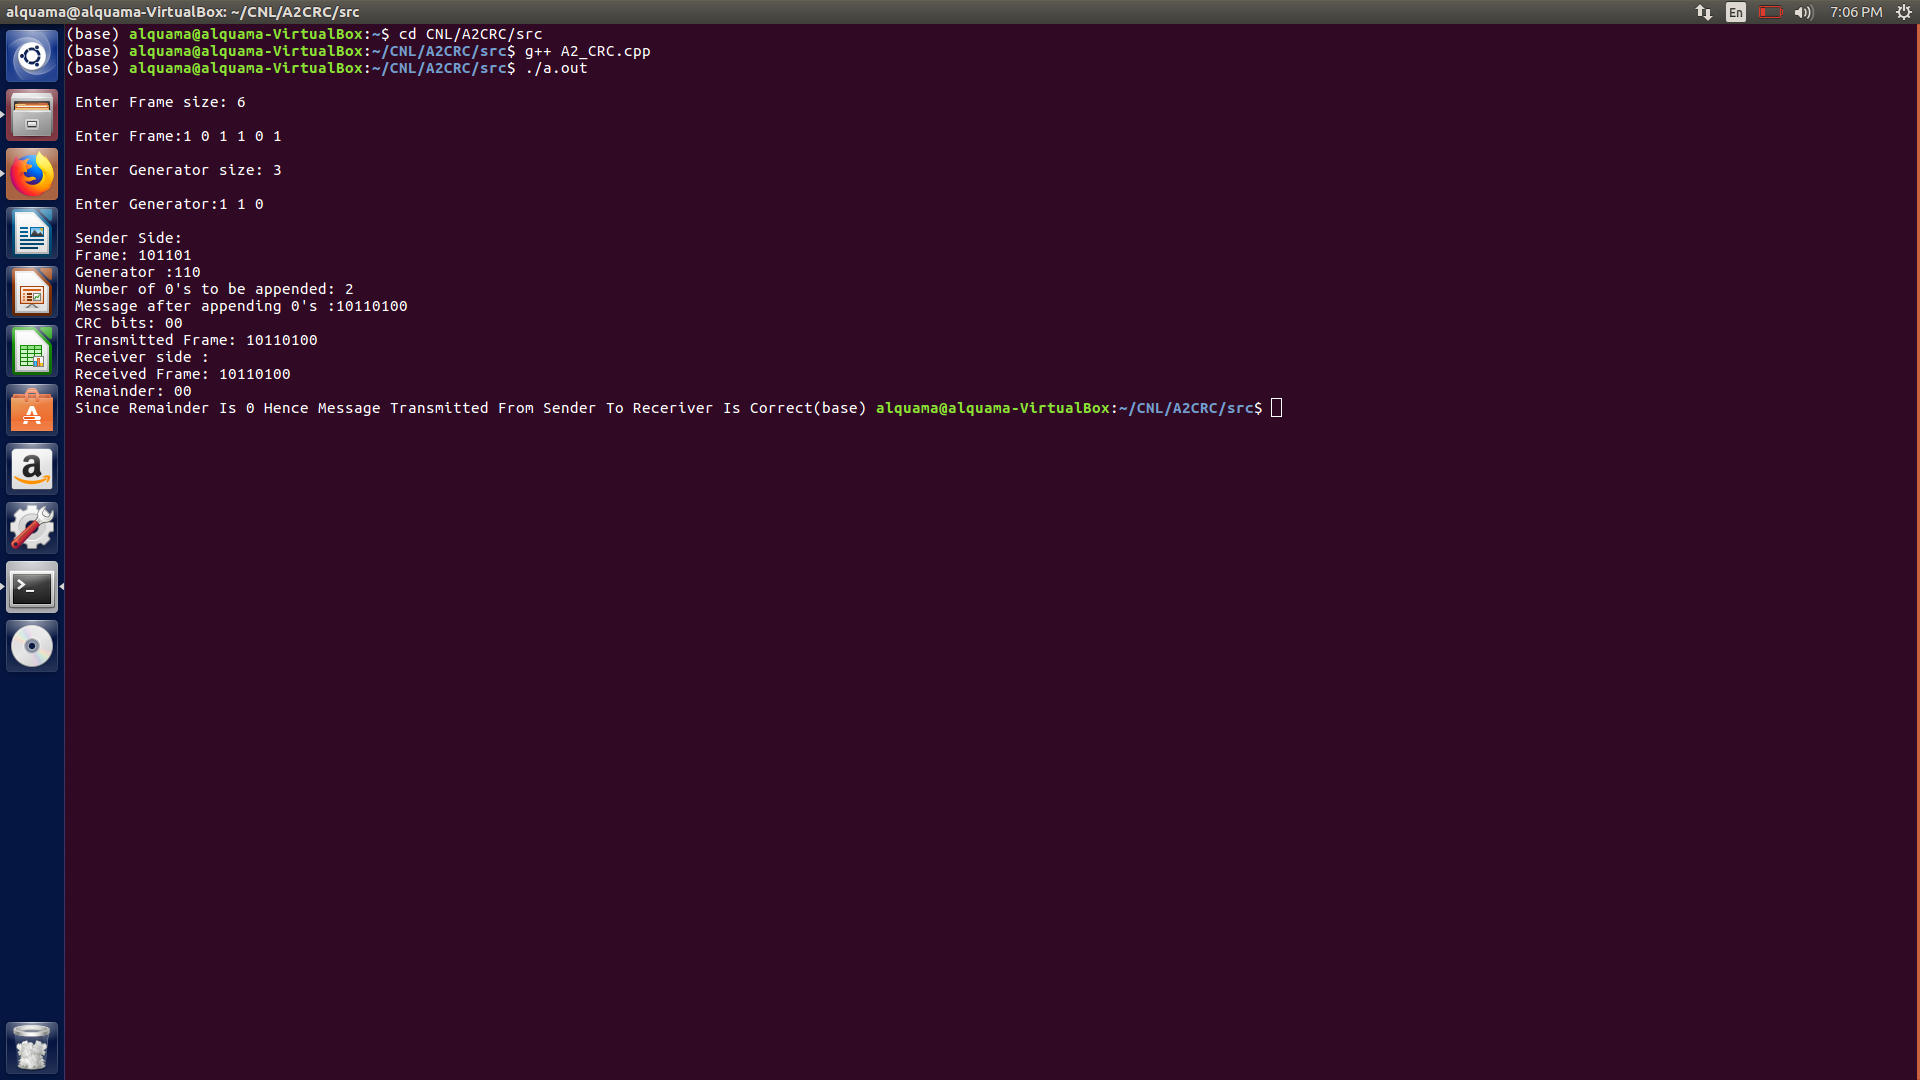 alquama@alquama-VirtualBox: ~/CNL/A2CRC/src
En
7:06 PM
(base) alquama@alquama-VirtualBox:~$ cd CNL/A2CRC/src
(base) alquama@alquama-VirtualBox:~/CNL/A2CRC/src$ g++ A2_CRC.cpp
(base) alquama@alquama-VirtualBox:~/CNL/A2CRC/src$ ./a.out
Enter Frame size: 6
Enter Frame:1 0 1 1 0 1
Enter Generator size: 3
Enter Generator:1 1 0
Sender Side:
Frame: 101101
Generator :110
Number of 0's to be appended: 2
Message after appending 0's :10110100
CRC bits: 00
Transmitted Frame: 10110100
Receiver side :
Received Frame: 10110100
Remainder: 00
Since Remainder Is 0 Hence Message Transmitted From Sender To Receriver Is Correct(base) alquama@alquama-VirtualBox:~/CNL/A2CRC/src$